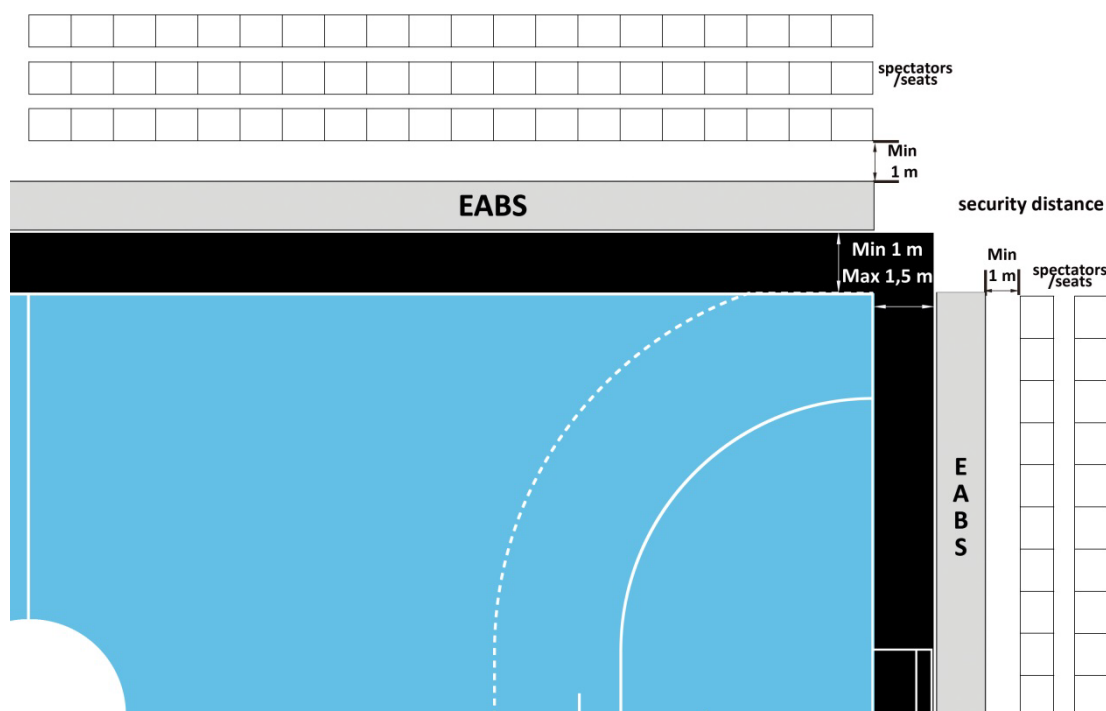 spectators
/seats
Min
1 m
EABS
security distance
Min 1 m
Max 1,5 m
Min
1 m
spectators
/seats
E
A
B
S